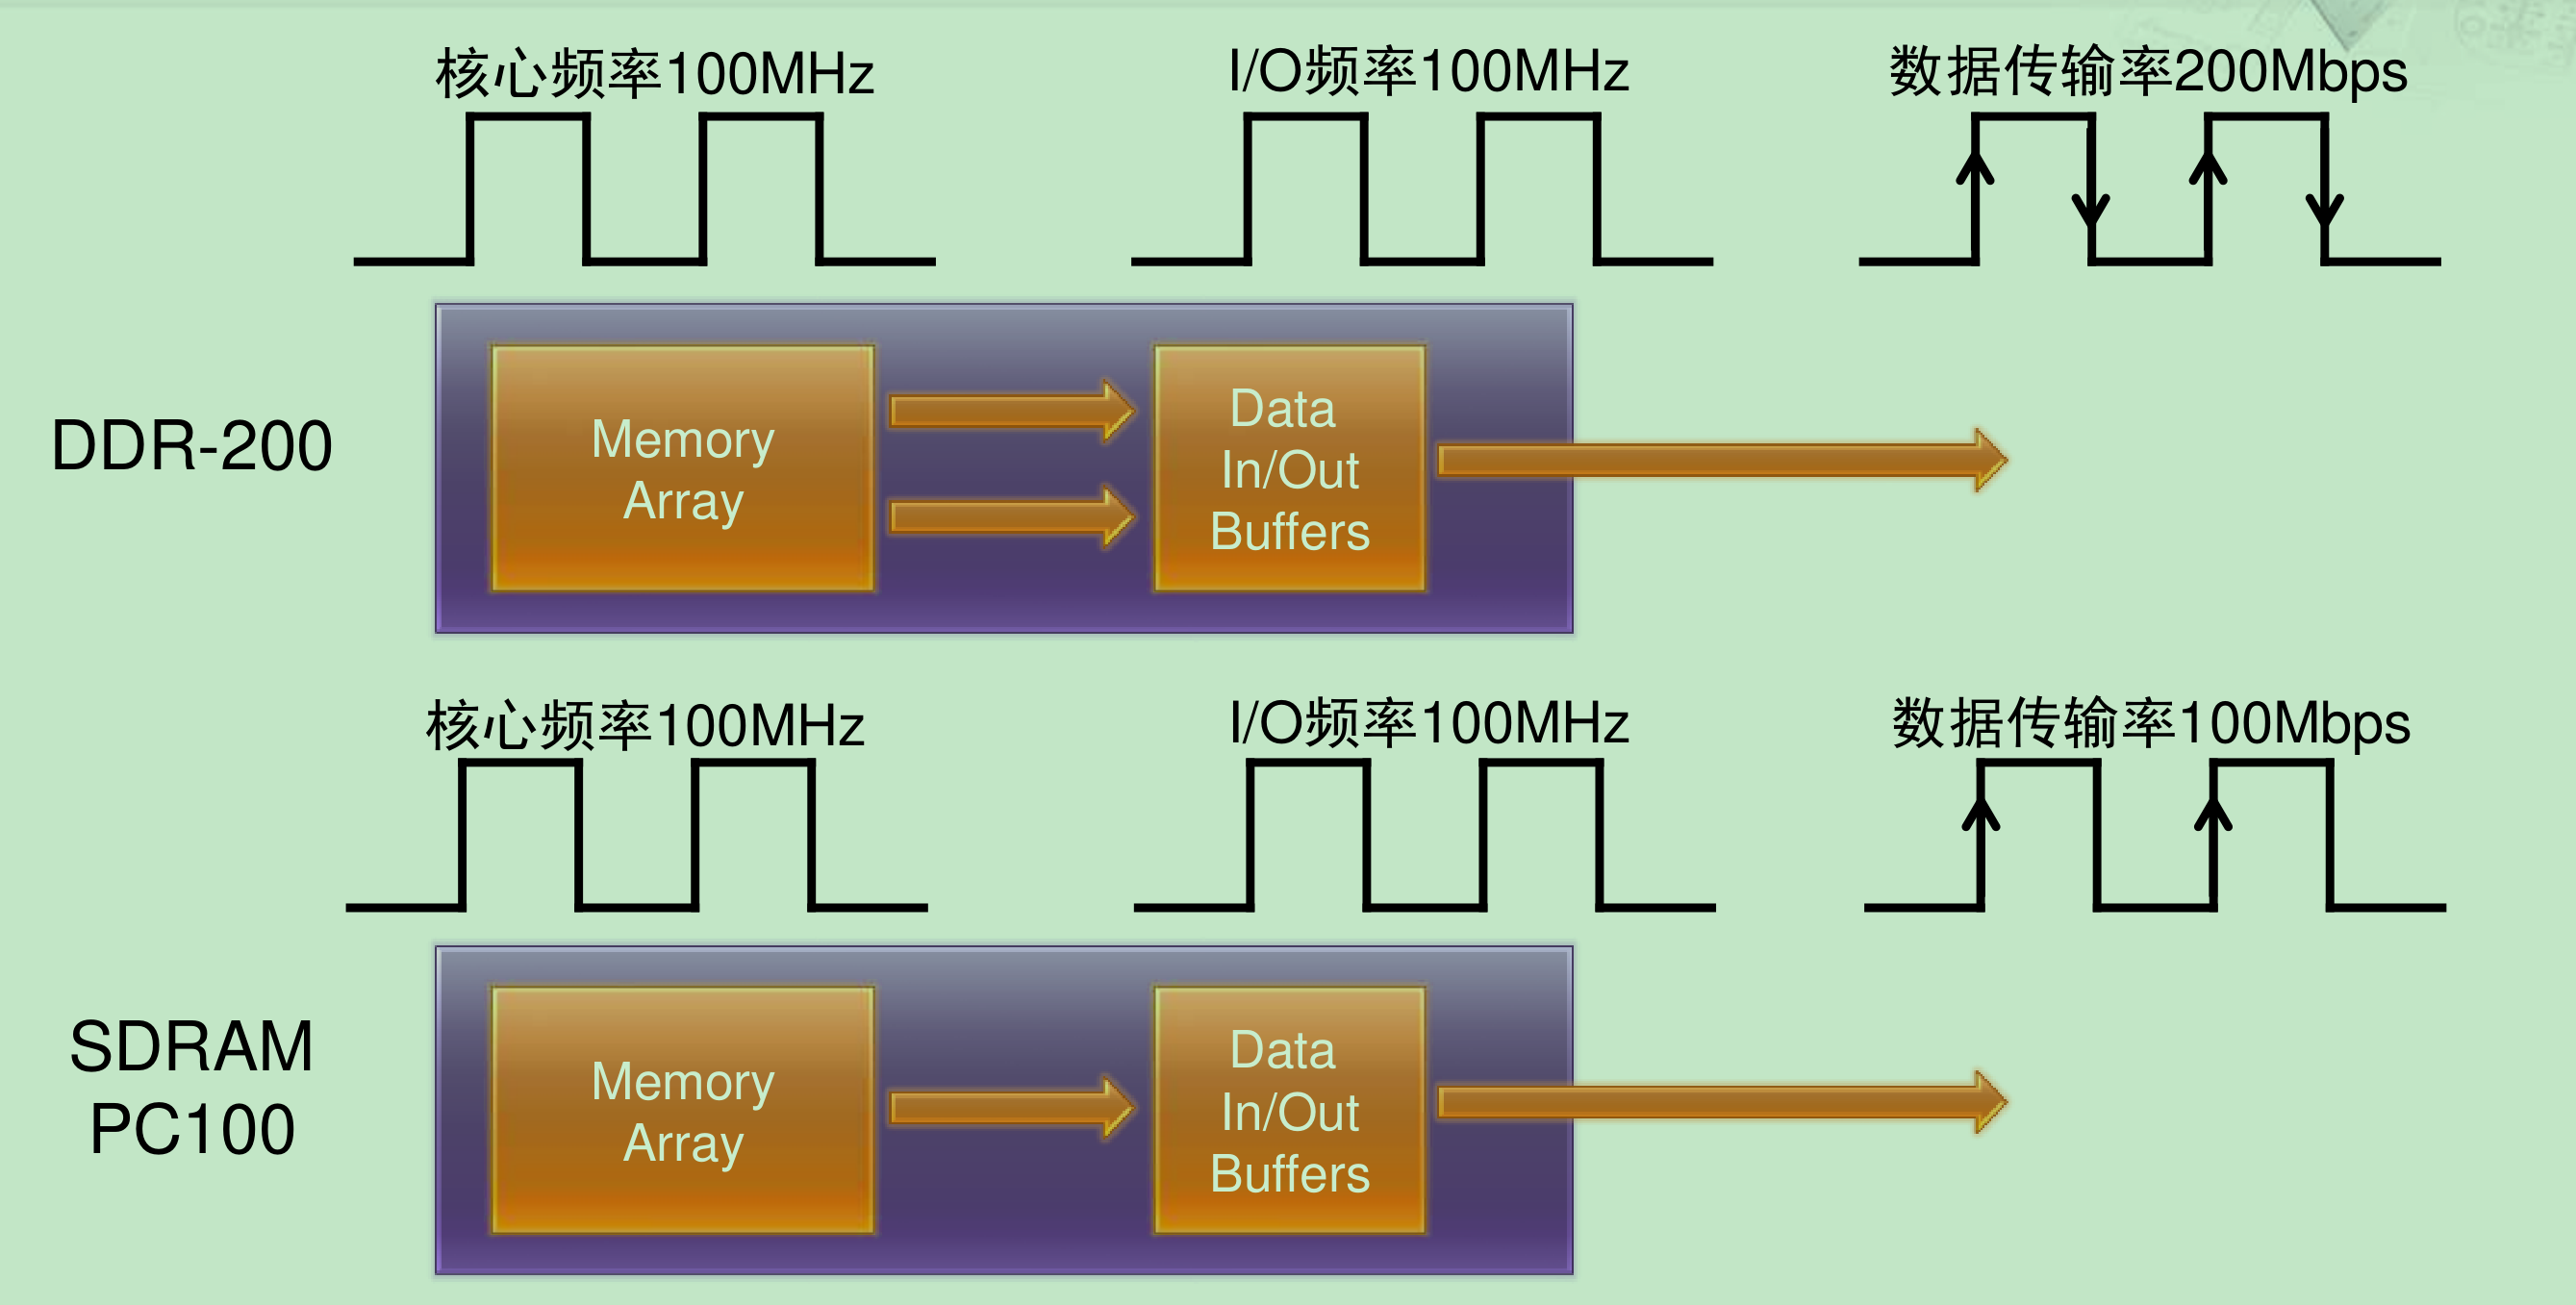 核心频率100MHz
I/O频率100MHz
数据传输率200Mbps
DDR-200
Memory
Array
Data
In/Out
Buffers
核心频率100MHz
I/O频率100MHz
数据传输率100Mbps
SDRAM
PC100
Memory
Array
Data
In/Out
Buffers